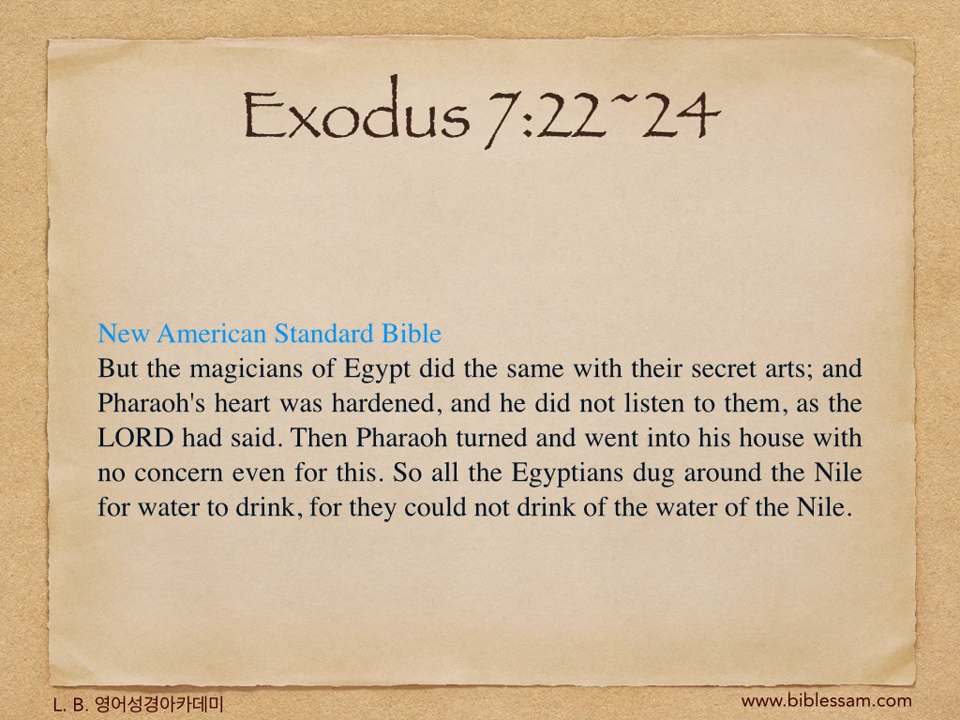 Exodus 7:22~24
New American Standard Bible
But the magicians of Egypt did the same with their secret arts; and
Pharaoh's heart was hardened, and he did not listen to them, as the
LORD had said. Then Pharaoh turned and went into his house with
no concern even for this. So all the Egyptians dug around the Nile
for water to drink, for they could not drink of the water of the Nile.
L. B. 영어성경아카데미
www.biblessam.com